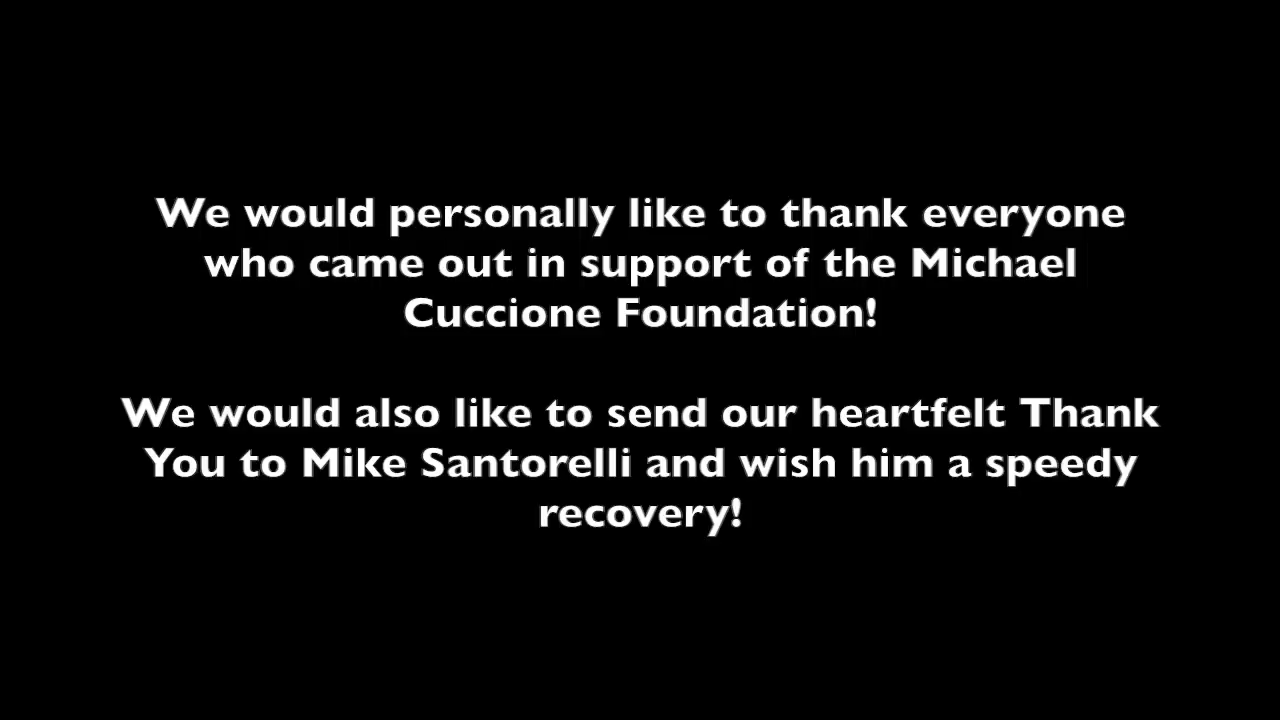 We would personally like to thank everyone
who came out in support of the Michael
Cuccione Foundation!
We would also like to send our heartfelt Thank
You to Mike Santorelli and wish him a speedy
recovery!